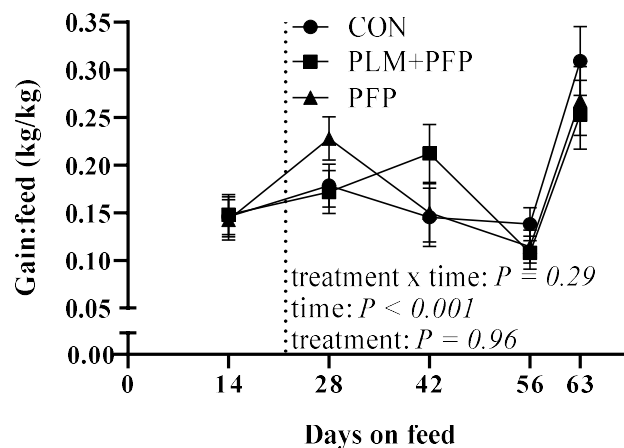 CON
PLM+PFP
PFP
Gain:feed (kg/kg)
0.35
0.30
0.25
0.20
0.15
0.10
0.05
0.00
treatment x time: P = 0.29
time: P < 0.001
treatment: P = 0.96
0 14 28 42 56 63
Days on feed